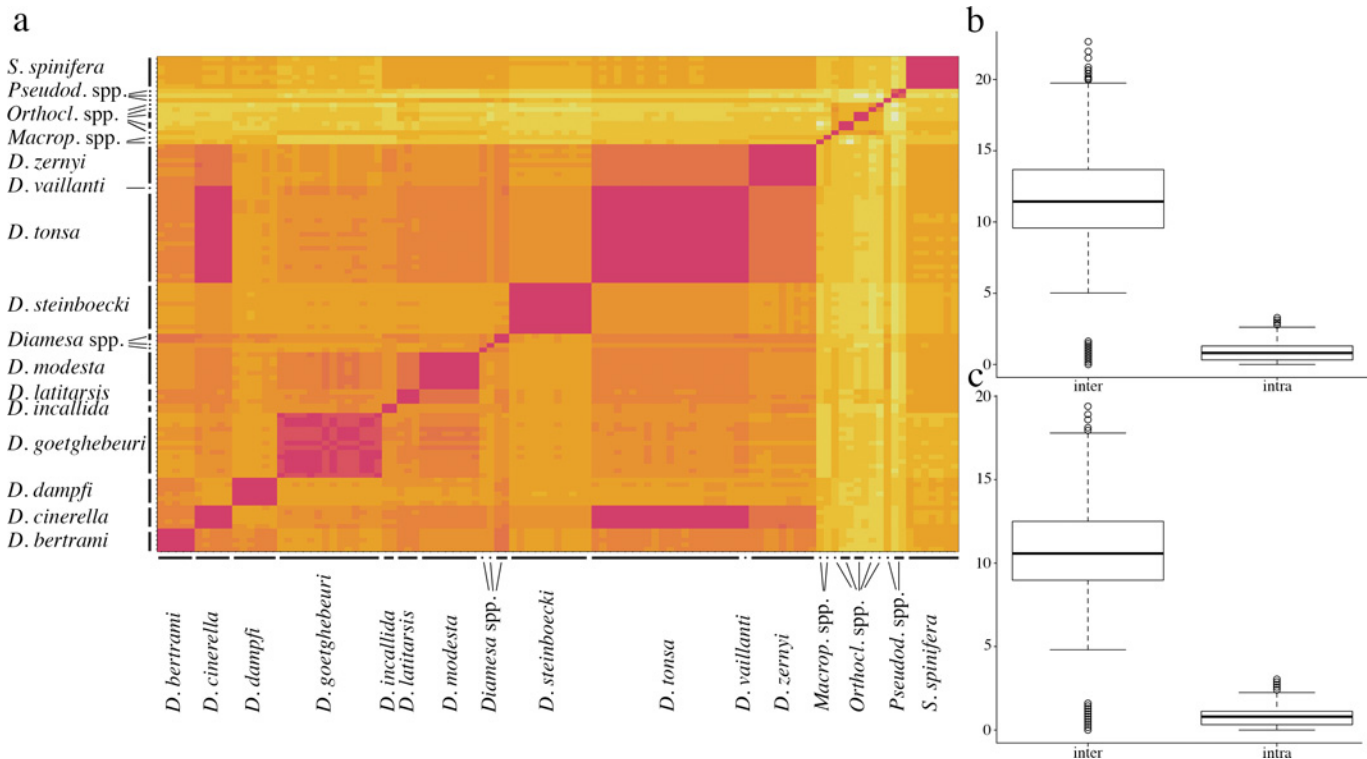 a
S. spinifera
Pseudod. spp.
Orthocl. spp.
Macrop. spp.
D. zernyi
D. vaillanti
D. tonsa
D. steinboecki
Diamesa spp.
D. modesta
D. latitarsis
D. incallida
D. goetghebeuri
D. dampfi
D. cinerella
D. bertrami
D. bertrami
D. cinerella
D. dampfi
D. goetghebeuri
D. incallida
D. latitarsis
D. modesta
Diamesa spp.
D. steinboecki
D. tonsa
D. vaillanti
D. zernyi
Macrop. spp.
Orthocl. spp.
Pseudod. spp.
S. spinifera
b
20
15
10
5
0
inter
intra
c
20
15
10
5
0
inter
intra